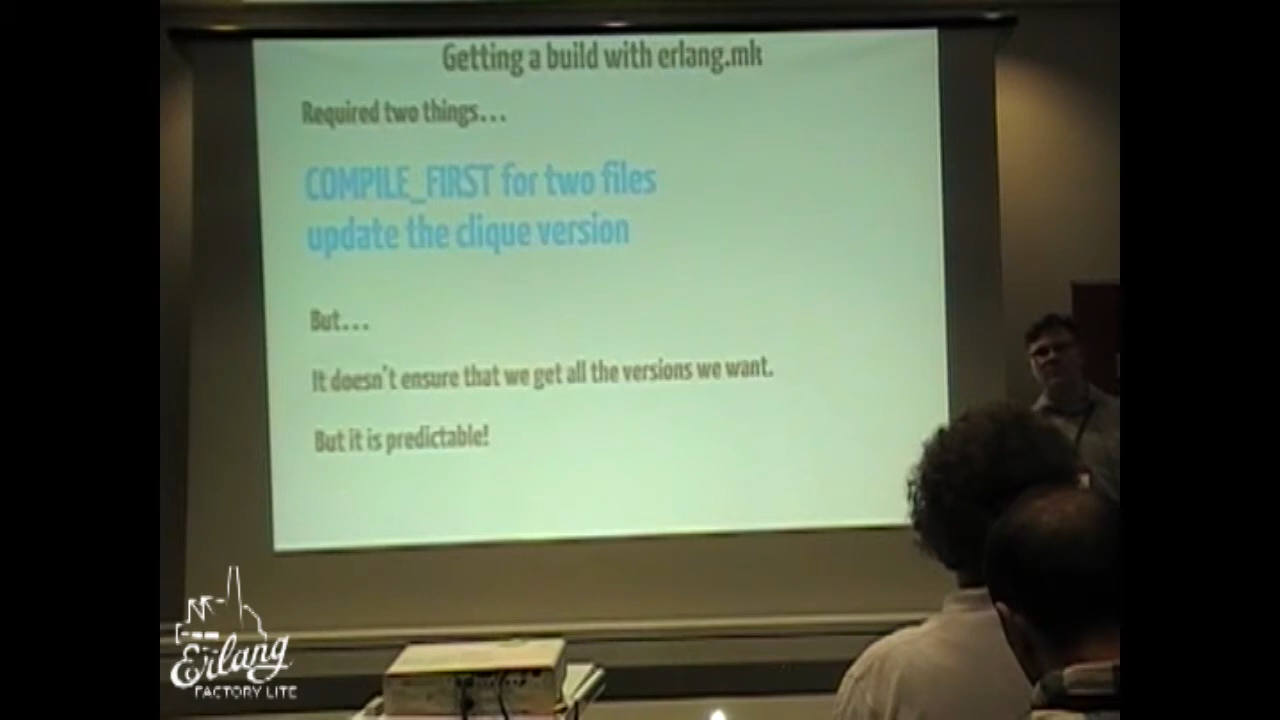 Getting a build with erlang.mk
Required two things...
COMPILE_FIRST for two files
update the clique version
But...
It doesn't ensure that we get all the versions we want.
But it is predictable!
Erlang
FACTORY LITE